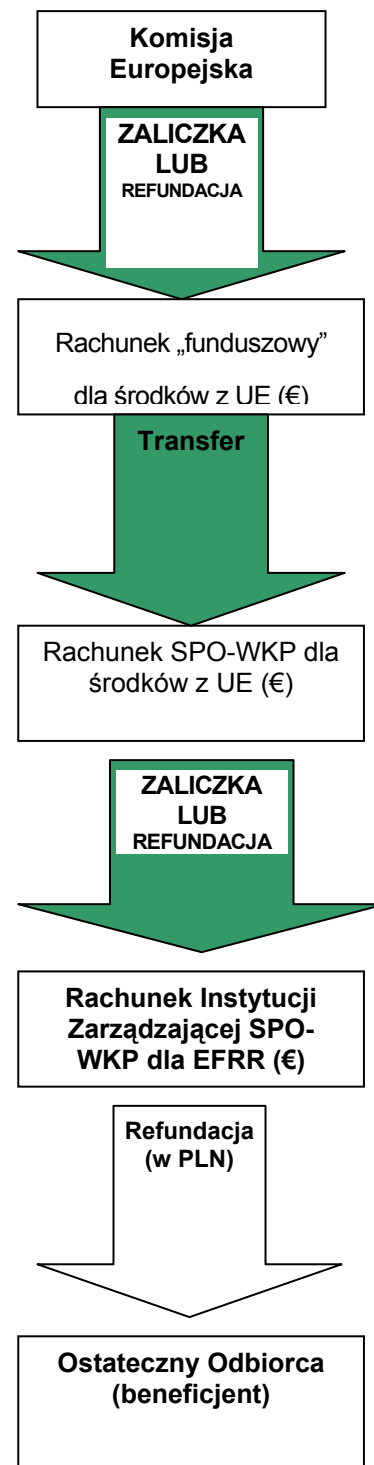 Komisja
Europejska
ZALICZKA
LUB
REFUNDACJA
Rachunek „funduszowy”
dla środków z UE (€)
Transfer
Rachunek SPO-WKP dla
środków z UE (€)
ZALICZKA
LUB
REFUNDACJA
Rachunek Instytucji
Zarządzającej SPO-
WKP dla EFRR (€)
Refundacja
(w PLN)
Ostateczny Odbiorca
(beneficjent)